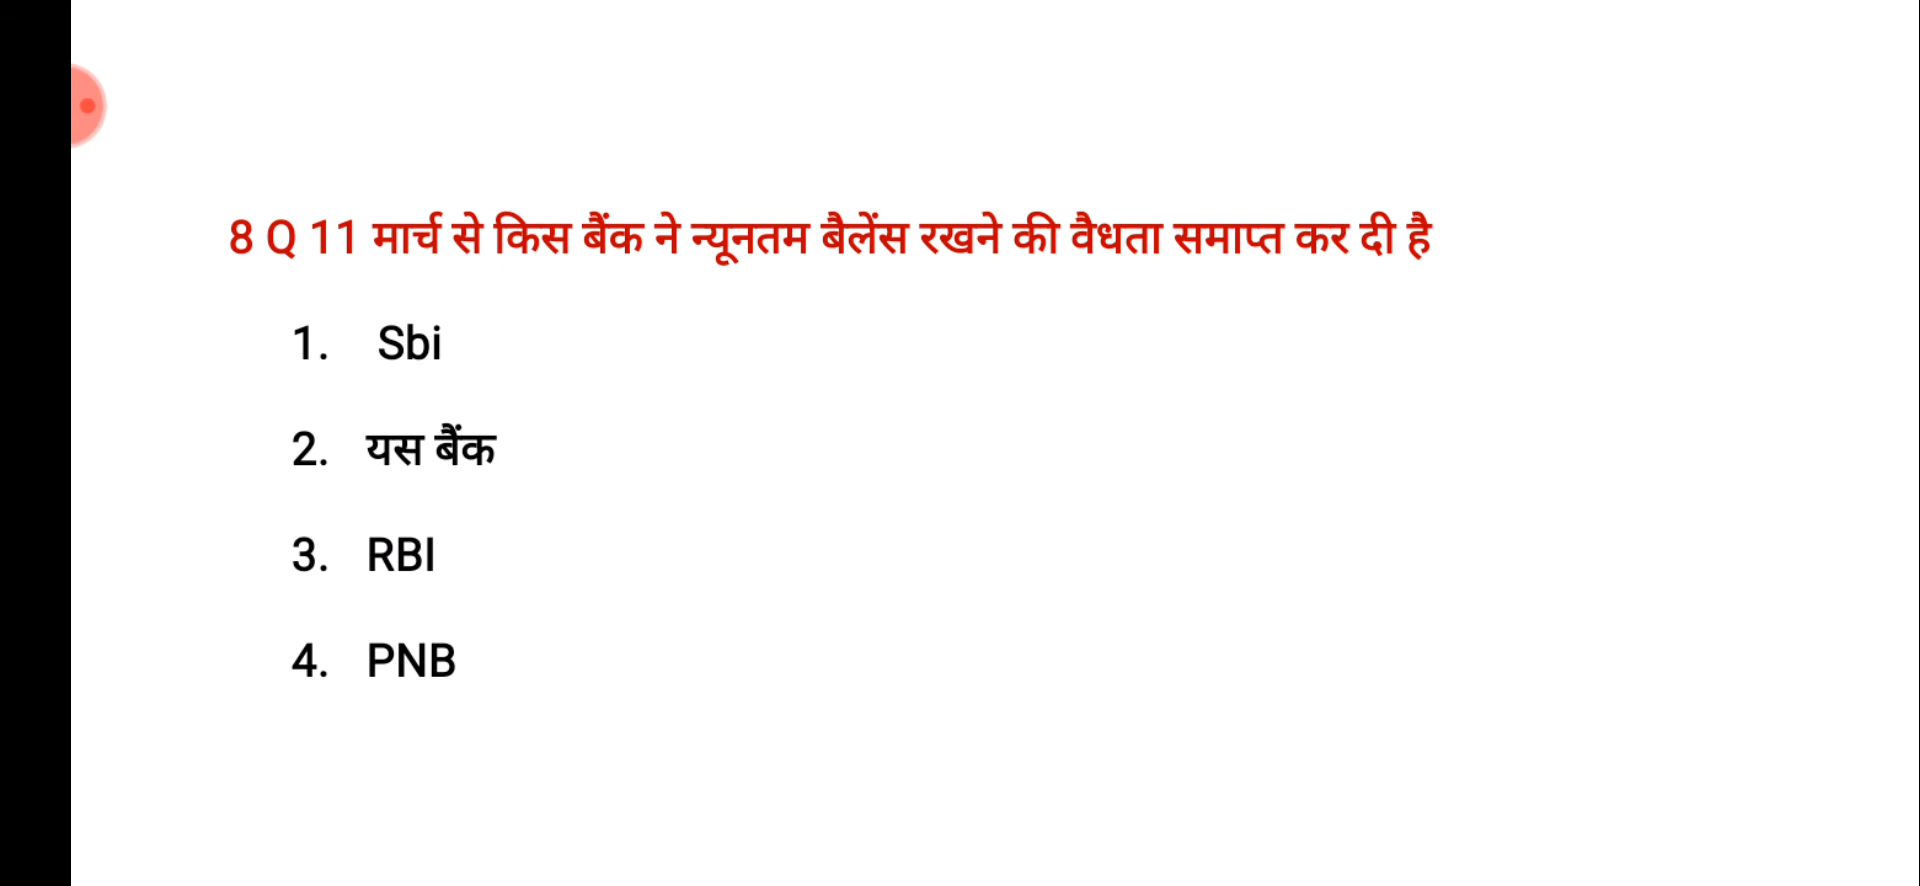 8 Q 11 मार्च से किस बैंक ने न्यूनतम बैलेंस रखने की वैधता समाप्त कर दी है
1. Sbi
2. यस बैंक
3. RBI
4. PNB